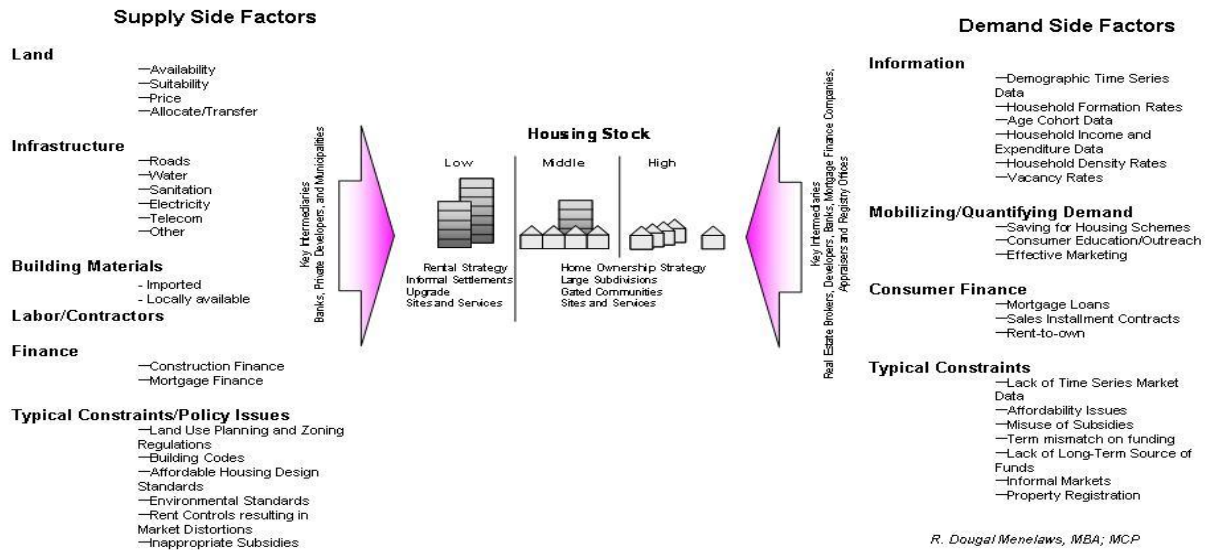 Supply Side Factors
Land
—Availability
—Suitability
—Price
—Allocate/Transfer
Infrastructure
—Roads
—Water
—Sanitation
—Electricity
—Telecom
—Other
Building Materials
- Imported
- Locally available
Labor/Contractors
Finance
—Construction Finance
—Mortgage Finance
Typical Constraints/Policy Issues
—Land Use Planning and Zoning
Regulations
—Building Codes
—Affordable Housing Design
Standards
—Environmental Standards
—Rent Controls resulting in
Market Distortions
—Inappropriate Subsidies
Key Intermediaries
Banks, Private Developers, and Municipalities
Housing Stock
Low
Middle
High
Rental Strategy
Informal Settlements
Upgrade
Sites and Services
Home Ownership Strategy
Large Subdivisions
Gated Communities
Sites and Services
Key Intermediaries
Real Estate Brokers, Developers, Banks, Mortgage Finance Companies,
Appraisers and Registry Offices
Demand Side Factors
Information
—Demographic Time Series
Data
—Household Formation Rates
—Age Cohort Data
—Household Income and
Expenditure Data
—Household Density Rates
—Vacancy Rates
Mobilizing/Quantifying Demand
—Saving for Housing Schemes
—Consumer Education/Outreach
—Effective Marketing
Consumer Finance
—Mortgage Loans
—Sales Installment Contracts
—Rent-to-own
Typical Constraints
—Lack of Time Series Market
Data
—Affordability Issues
—Misuse of Subsidies
—Term mismatch on funding
—Lack of Long-Term Source of
Funds
—Informal Markets
—Property Registration
R. Dougal Menelaws, MBA; MCP